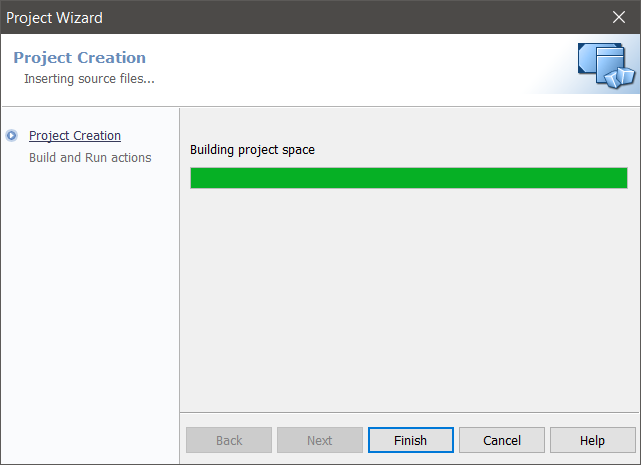 Project Wizard
Project Creation
Inserting source files...
Project Creation
Build and Run actions
Building project space
Back
Next
Finish
Cancel
Help